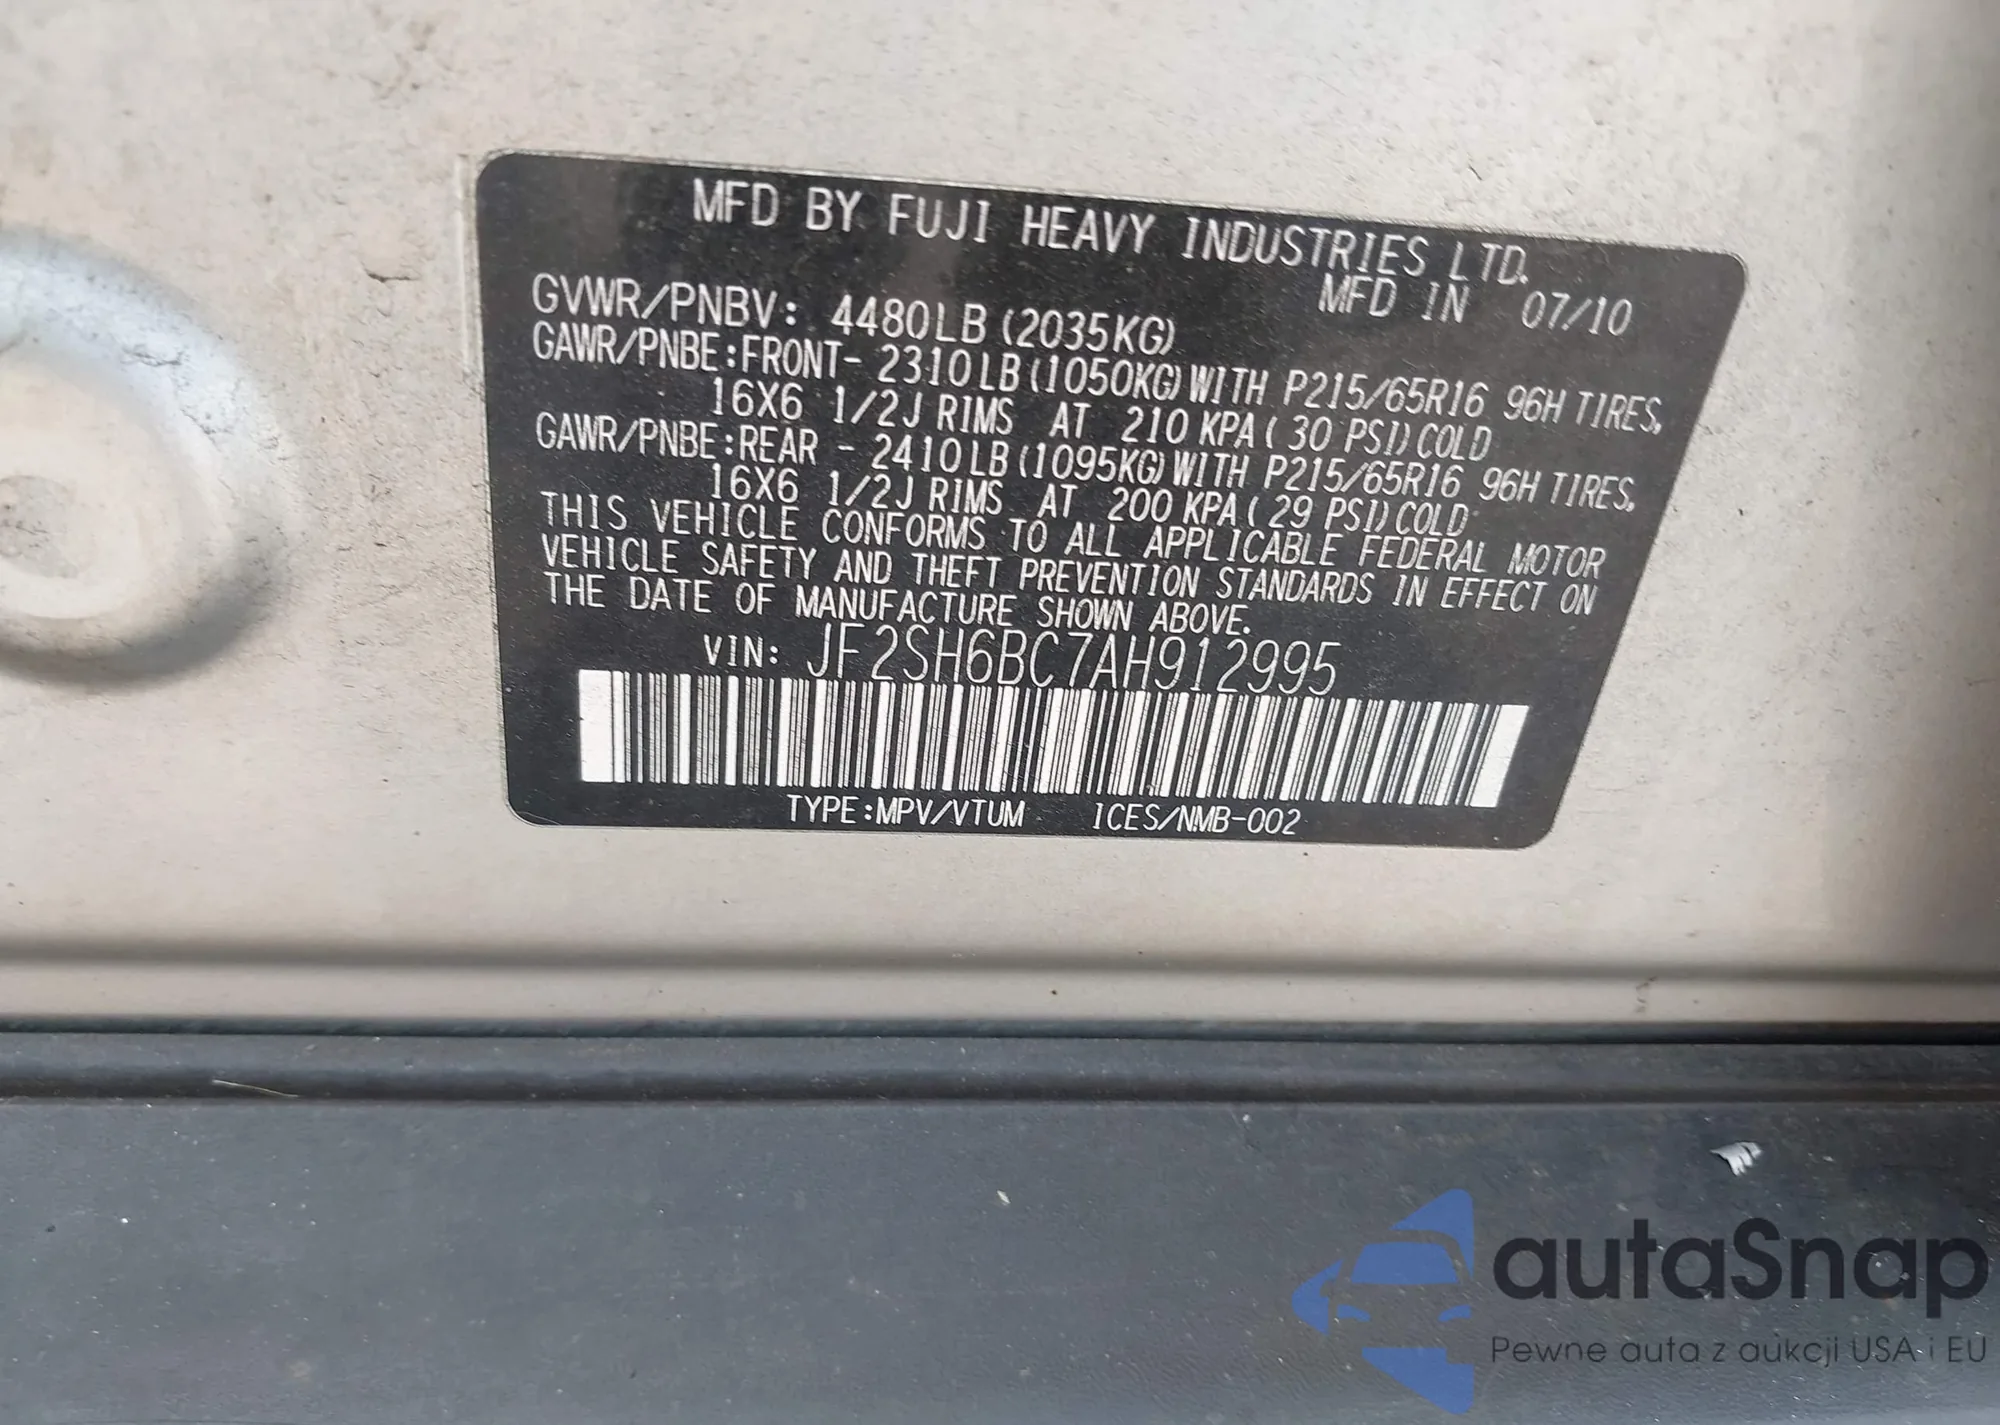 MFD BY FUJI HEAVY INDUSTRIES LTD.
MFD IN 07/10
GVWR/PNBV: 4480LB (2035KG)
GAWR/PNBE:FRONT- 2310LB(1050KG)WITH P215/65R16 96H TIRES,
16X6 1/2J RIMS AT 210 KPA(30 PSI)COLD
GAWR/PNBE:REAR - 2410LB(1095KG)WITH P215/65R16 96H TIRES,
16X6 1/2J RIMS AT 200 KPA(29 PSI)COLD
THIS VEHICLE CONFORMS TO ALL APPLICABLE FEDERAL MOTOR
VEHICLE SAFETY AND THEFT PREVENTION STANDARDS IN EFFECT ON
THE DATE OF MANUFACTURE SHOWN ABOVE.
VIN: JF2SH6BC7AH912995
TYPE:MPV/VTUM ICES/NMB-002
autaSnap
Pewne auta z aukcji USA i EU